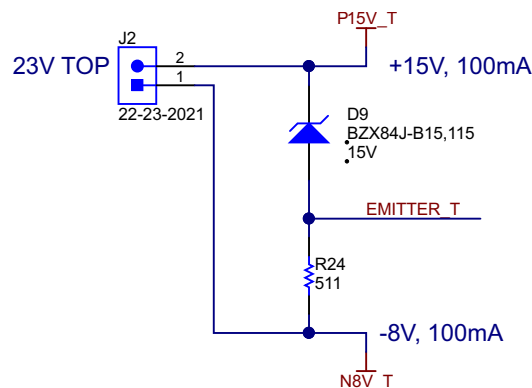 P15V_T
J2
23V TOP
2
1
+15V, 100mA
22-23-2021
D9
BZX84J-B15,115
15V
EMITTER_T
R24
511
-8V, 100mA
N8V_T